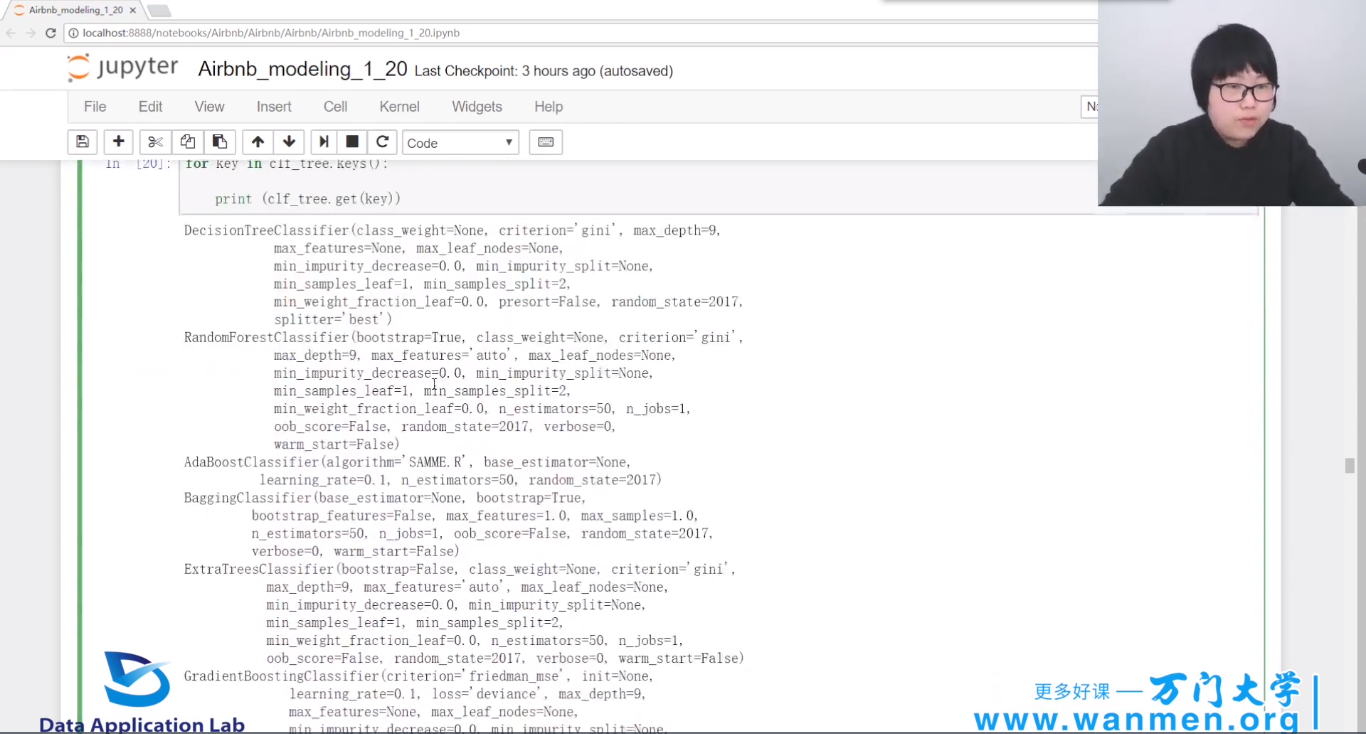 Airbnb_modeling_1_20
localhost:8888/notebooks/Airbnb/Airbnb/Airbnb/Airbnb_modeling_1_20.ipynb
jupyter Airbnb_modeling_1_20 Last Checkpoint: 3 hours ago (autosaved)
File Edit View Insert Cell Kernel Widgets Help
Code
In [20]: for key in clf_tree.keys():
print (clf_tree.get(key))
DecisionTreeClassifier(class_weight=None, criterion='gini', max_depth=9,
max_features=None, max_leaf_nodes=None,
min_impurity_decrease=0.0, min_impurity_split=None,
min_samples_leaf=1, min_samples_split=2,
min_weight_fraction_leaf=0.0, presort=False, random_state=2017,
splitter='best')
RandomForestClassifier(bootstrap=True, class_weight=None, criterion='gini',
max_depth=9, max_features='auto', max_leaf_nodes=None,
min_impurity_decrease=0.0, min_impurity_split=None,
min_samples_leaf=1, min_samples_split=2,
min_weight_fraction_leaf=0.0, n_estimators=50, n_jobs=1,
oob_score=False, random_state=2017, verbose=0,
warm_start=False)
AdaBoostClassifier(algorithm='SAMME.R', base_estimator=None,
learning_rate=0.1, n_estimators=50, random_state=2017)
BaggingClassifier(base_estimator=None, bootstrap=True,
bootstrap_features=False, max_features=1.0, max_samples=1.0,
n_estimators=50, n_jobs=1, oob_score=False, random_state=2017,
verbose=0, warm_start=False)
ExtraTreesClassifier(bootstrap=False, class_weight=None, criterion='gini',
max_depth=9, max_features='auto', max_leaf_nodes=None,
min_impurity_decrease=0.0, min_impurity_split=None,
min_samples_leaf=1, min_samples_split=2,
min_weight_fraction_leaf=0.0, n_estimators=50, n_jobs=1,
oob_score=False, random_state=2017, verbose=0, warm_start=False)
GradientBoostingClassifier(criterion='friedman_mse', init=None,
learning_rate=0.1, loss='deviance', max_depth=9,
max_features=None, max_leaf_nodes=None,
min_impurity_decrease=0.0, min_impurity_split=None,
Data Application Lab
更多好课 — 万门大学
www.wanmen.org